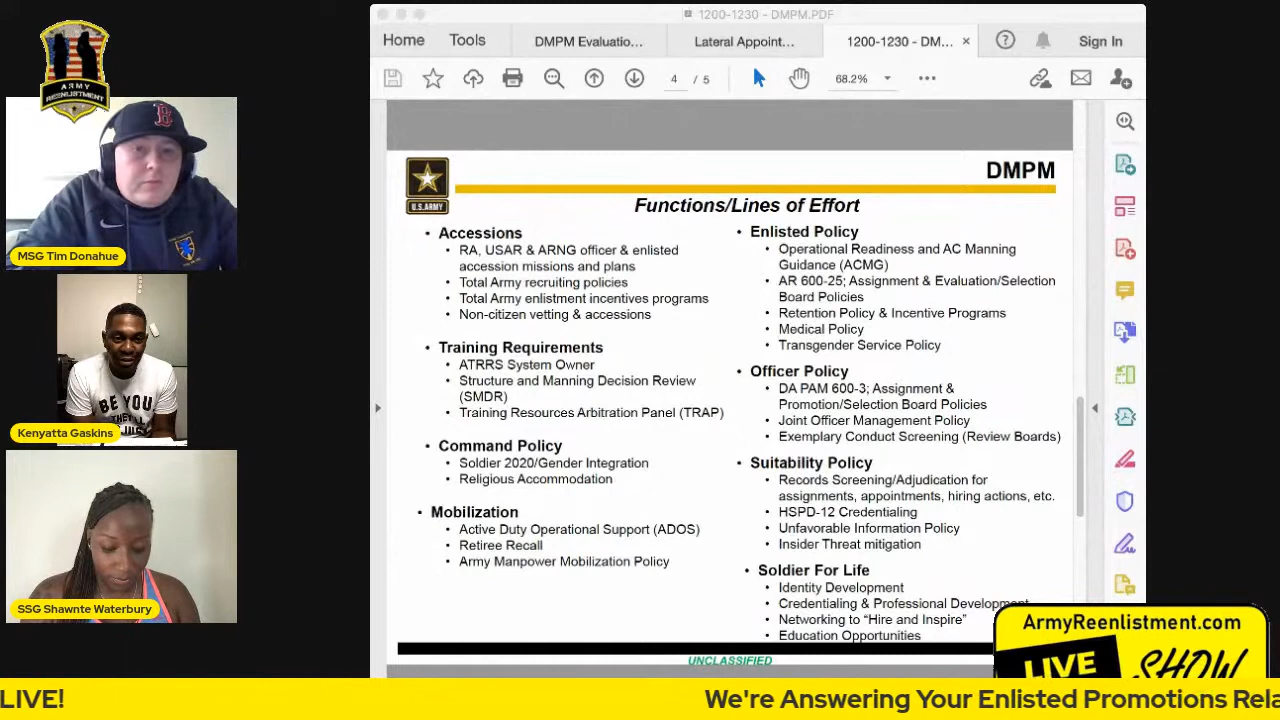 ARMY
REENLISTMENT
B
MSG Tim Donahue
BE YOU
Kenyatta Gaskins
SSG Shawnte Waterbury
1200-1230 - DMPM.PDF
Home
Tools
DMPM Evaluatio...
Lateral Appoint...
1200-1230 - DM...
×
Sign In
4 / 5
68.2%
DMPM
U.S.ARMY
Functions/Lines of Effort
• Accessions
• RA, USAR & ARNG officer & enlisted
accession missions and plans
• Total Army recruiting policies
• Total Army enlistment incentives programs
• Non-citizen vetting & accessions
• Training Requirements
• ATRRS System Owner
• Structure and Manning Decision Review
(SMDR)
• Training Resources Arbitration Panel (TRAP)
• Command Policy
• Soldier 2020/Gender Integration
• Religious Accommodation
• Mobilization
• Active Duty Operational Support (ADOS)
• Retiree Recall
• Army Manpower Mobilization Policy
• Enlisted Policy
• Operational Readiness and AC Manning
Guidance (ACMG)
• AR 600-25; Assignment & Evaluation/Selection
Board Policies
• Retention Policy & Incentive Programs
• Medical Policy
• Transgender Service Policy
• Officer Policy
• DA PAM 600-3; Assignment &
Promotion/Selection Board Policies
• Joint Officer Management Policy
• Exemplary Conduct Screening (Review Boards)
• Suitability Policy
• Records Screening/Adjudication for
assignments, appointments, hiring actions, etc.
• HSPD-12 Credentialing
• Unfavorable Information Policy
• Insider Threat mitigation
• Soldier For Life
• Identity Development
• Credentialing & Professional Development
• Networking to “Hire and Inspire”
• Education Opportunities
UNCLASSIFIED
ArmyReenlistment.com
LIVE SHOW
LIVE!
We're Answering Your Enlisted Promotions Rela